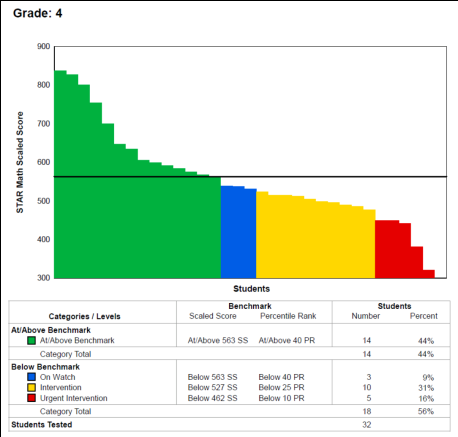 Grade: 4
900
800
700
600
500
400
300
STAR Math Scaled Score
Students
Benchmark Students
Categories / Levels Scaled Score Percentile Rank Number Percent
At/Above Benchmark
At/Above Benchmark At/Above 563 SS At/Above 40 PR 14 44%
Category Total 14 44%
Below Benchmark
On Watch Below 563 SS Below 40 PR 3 9%
Intervention Below 527 SS Below 25 PR 10 31%
Urgent Intervention Below 462 SS Below 10 PR 5 16%
Category Total 18 56%
Students Tested 32